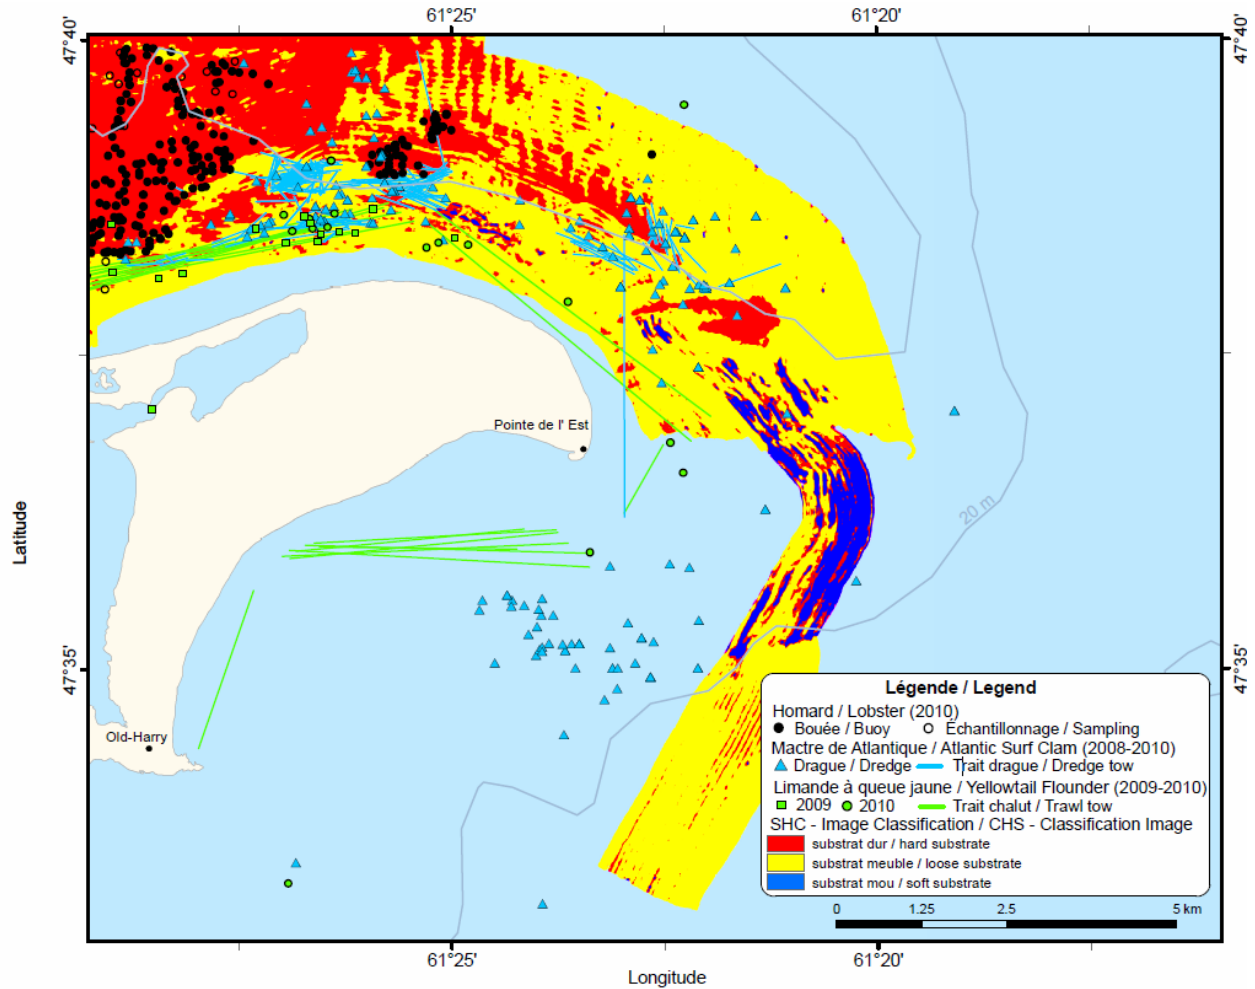 61°25' 61°20'
47°40' 47°40'
Pointe de l' Est
20 m
Latitude
47°35' 47°35'
Old-Harry
Légende / Legend
Homard / Lobster (2010)
Bouée / Buoy Échantillonnage / Sampling
Mactre de Atlantique / Atlantic Surf Clam (2008-2010)
Drague / Dredge Trait drague / Dredge tow
Limande à queue jaune / Yellowtail Flounder (2009-2010)
2009 2010 Trait chalut / Trawl tow
SHC - Image Classification / CHS - Classification Image
substrat dur / hard substrate
substrat meuble / loose substrate
substrat mou / soft substrate
0 1.25 2.5 5 km
61°25' 61°20'
Longitude